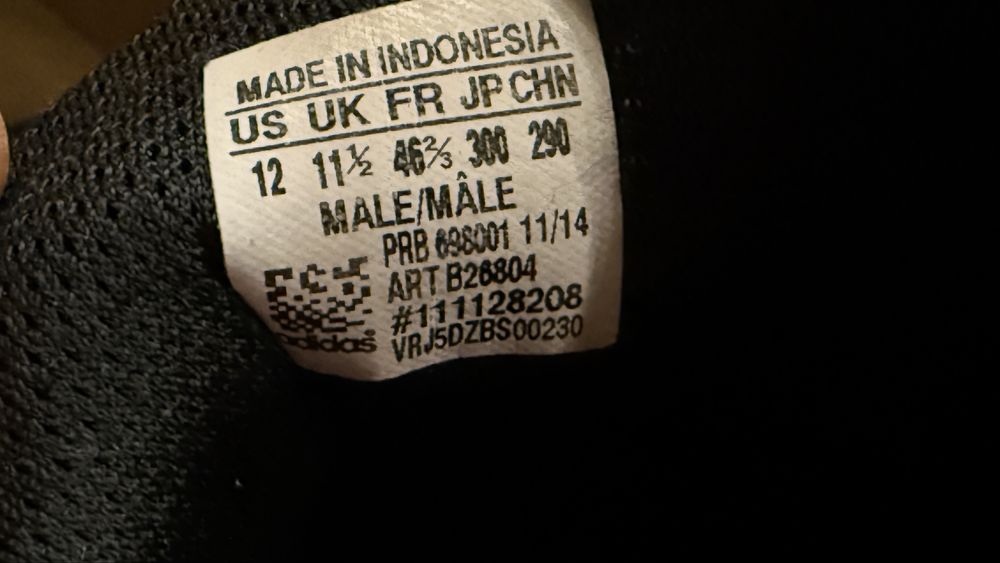 MADE IN INDONESIA
US UK FR JP CHN
12 11½ 46⅔ 300 290
MALE/MÂLE
PRB 698001 11/14
ART B26804
#111128208
VRJ5DZBS00230
adidas